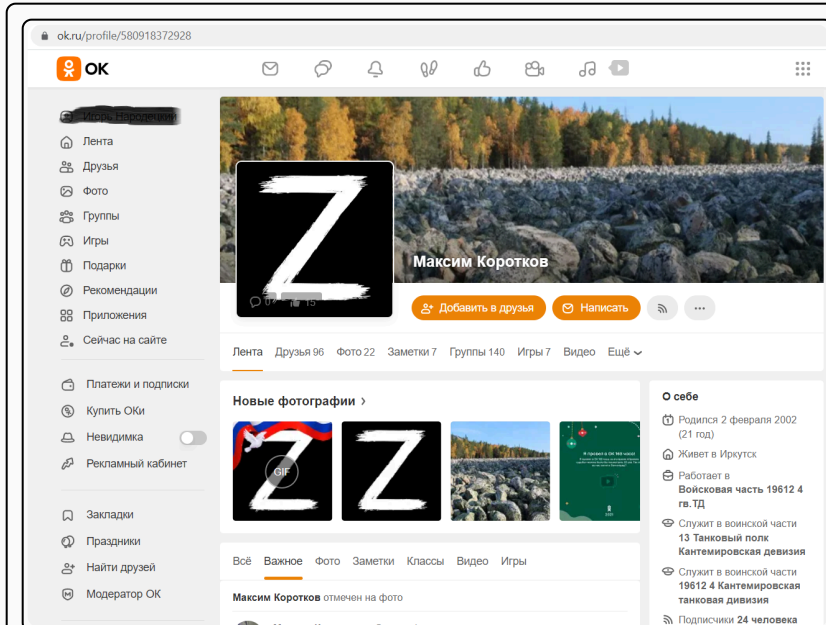 ok.ru/profile/580918372928
ОК
Лента
Друзья
Фото
Группы
Игры
Подарки
Рекомендации
Приложения
Сейчас на сайте
Платежи и подписки
Купить ОКи
Невидимка
Рекламный кабинет
Закладки
Праздники
Найти друзей
Модератор ОК
Z
15
Максим Коротков
Добавить в друзья
Написать
Лента Друзья 96 Фото 22 Заметки 7 Группы 140 Игры 7 Видео Ещё
Новые фотографии
Z
GIF
Z
Всё Важное Фото Заметки Классы Видео Игры
Максим Коротков отмечен на фото
О себе
Родился 2 февраля 2002
(21 год)
Живет в Иркутск
Работает в
Войсковая часть 19612 4
гв.ТД
Служит в воинской части
13 Танковый полк
Кантемировская девизия
Служит в воинской части
19612 4 Кантемировская
танковая дивизия
Подписчики 24 человека